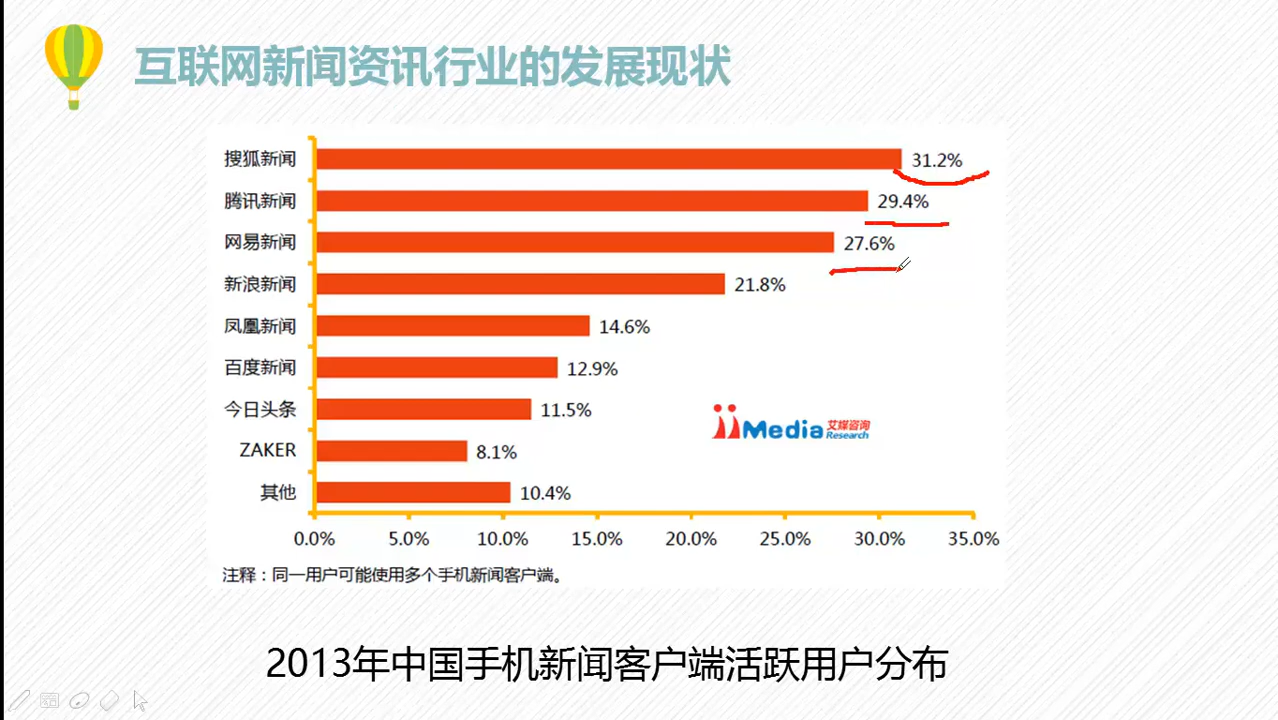 互联网新闻资讯行业的发展现状
搜狐新闻 31.2%
腾讯新闻 29.4%
网易新闻 27.6%
新浪新闻 21.8%
凤凰新闻 14.6%
百度新闻 12.9%
今日头条 11.5%
ZAKER 8.1%
其他 10.4%
iiMedia 艾媒咨询 Research
0.0% 5.0% 10.0% 15.0% 20.0% 25.0% 30.0% 35.0%
注释：同一用户可能使用多个手机新闻客户端。
2013年中国手机新闻客户端活跃用户分布